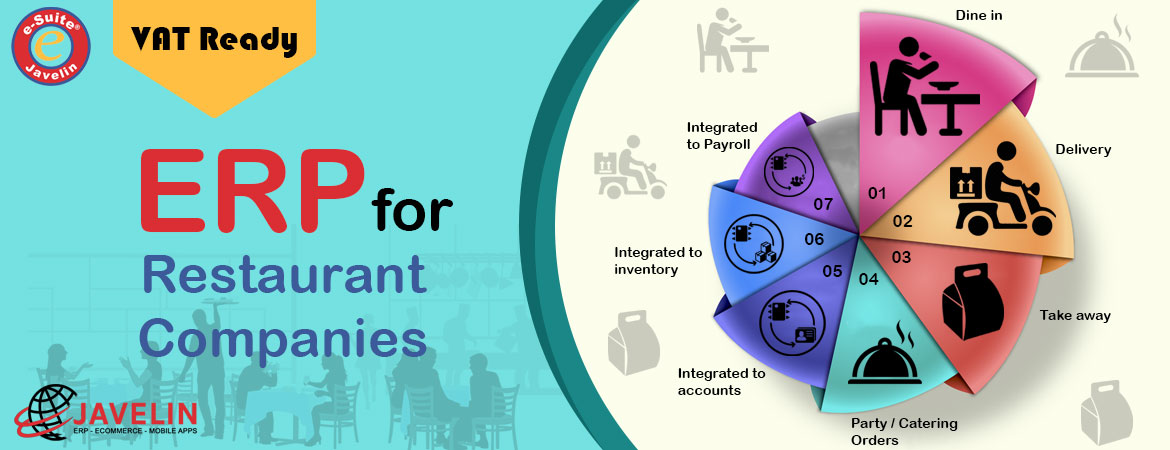 e-Suite®
e
Javelin
VAT Ready
ERP for
Restaurant
Companies
JAVELIN
ERP - ECOMMERCE - MOBILE APPS
Dine in
Delivery
Take away
Party / Catering
Orders
Integrated to
accounts
Integrated to
inventory
Integrated
to Payroll
01
02
03
04
05
06
07